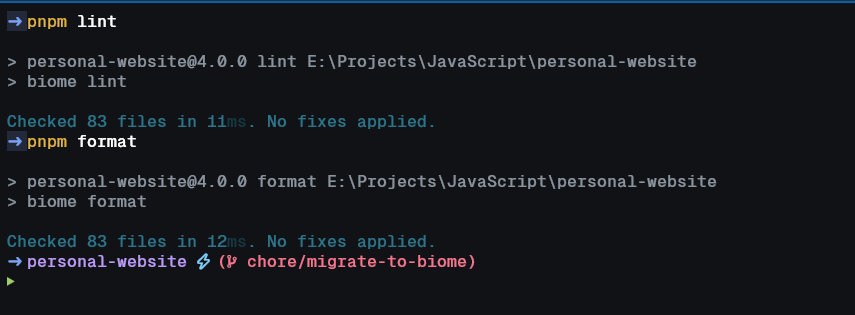 ➜ pnpm lint
> personal-website@4.0.0 lint E:\Projects\JavaScript\personal-website
> biome lint
Checked 83 files in 11ms. No fixes applied.
➜ pnpm format
> personal-website@4.0.0 format E:\Projects\JavaScript\personal-website
> biome format
Checked 83 files in 12ms. No fixes applied.
➜ personal-website ⚡ ( chore/migrate-to-biome)